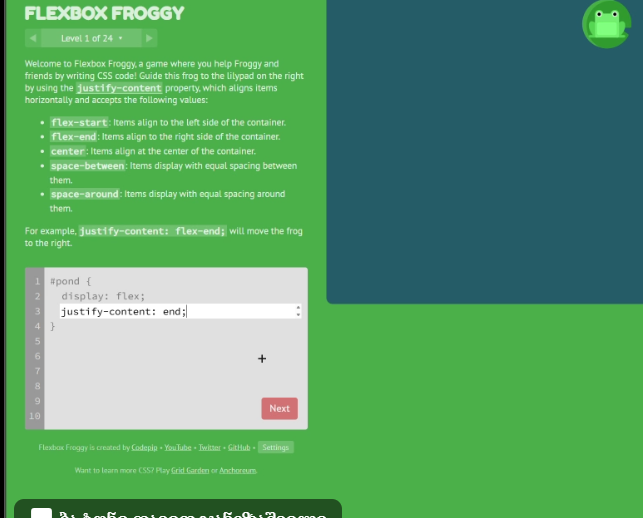 FLEXBOX FROGGY
Level 1 of 24
Welcome to Flexbox Froggy, a game where you help Froggy and
friends by writing CSS code! Guide this frog to the lilypad on the right
by using the justify-content property, which aligns items
horizontally and accepts the following values:
flex-start: Items align to the left side of the container.
flex-end: Items align to the right side of the container.
center: Items align at the center of the container.
space-between: Items display with equal spacing between
them.
space-around: Items display with equal spacing around
them.
For example, justify-content: flex-end; will move the frog
to the right.
1 #pond {
2 display: flex;
3 justify-content: end;
4 }
5
6
7
8
9
10
Next
Flexbox Froggy is created by Codepip • YouTube • Twitter • GitHub • Settings
Want to learn more CSS? Play Grid Garden or Anchoreum.